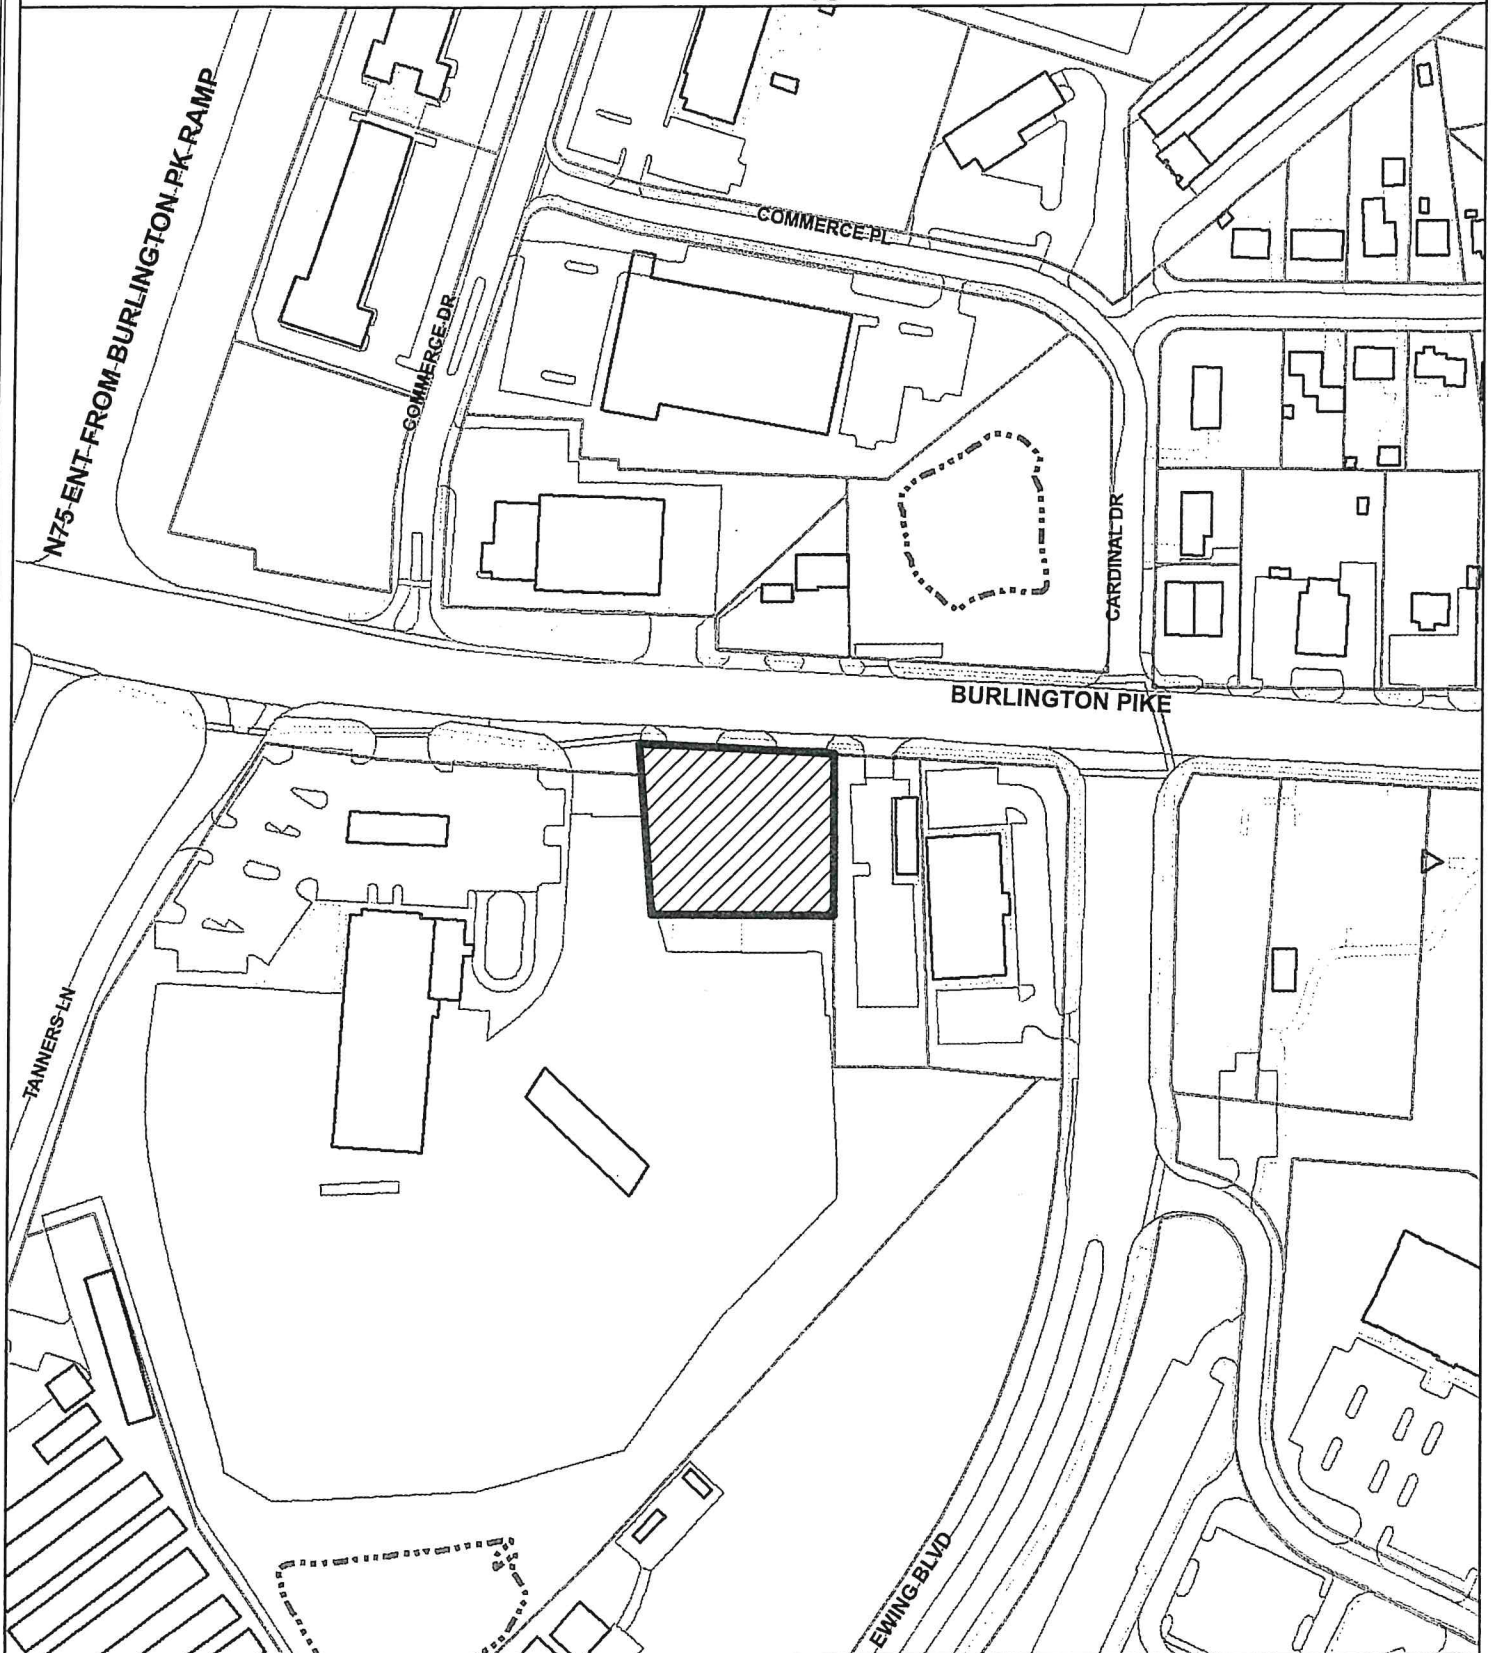 N75-ENT-FROM-BURLINGTON-PK-RAMP
COMMERCE PL
COMMERCE-DR
CARDINAL DR
BURLINGTON PIKE
TANNERS-LN
EWING-BLVD